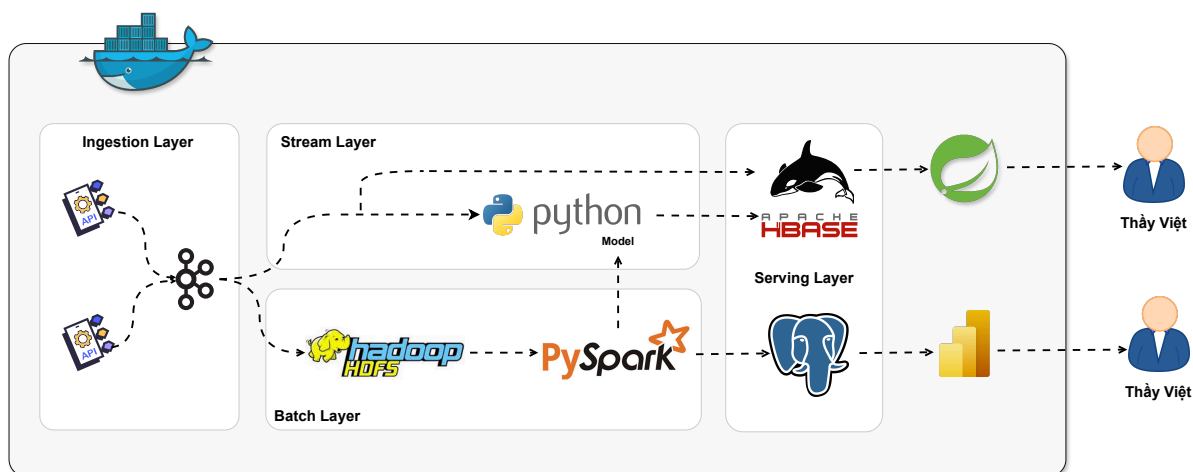 Ingestion Layer
API
API
Stream Layer
python
Model
hadoop
HDFS
PySpark
Batch Layer
APACHE
HBASE
Serving Layer
Thầy Việt
Thầy Việt